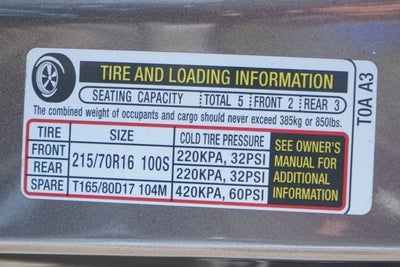 TIRE AND LOADING INFORMATION
SEATING CAPACITY TOTAL 5 FRONT 2 REAR 3
The combined weight of occupants and cargo should never exceed 385kg or 850lbs.
TIRE SIZE COLD TIRE PRESSURE
FRONT 215/70R16 100S 220KPA, 32PSI
REAR 220KPA, 32PSI
SPARE T165/80D17 104M 420KPA, 60PSI
SEE OWNER'S
MANUAL FOR
ADDITIONAL
INFORMATION
T0A A3